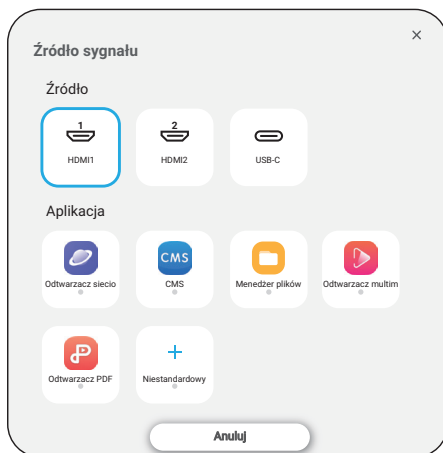 Źródło sygnału
Źródło
1
2
HDMI1
HDMI2
USB-C
Aplikacja
CMS
Odtwarzacz siecio
CMS
Menedżer plików
Odtwarzacz multim
Odtwarzacz PDF
Niestandardowy
Anuluj